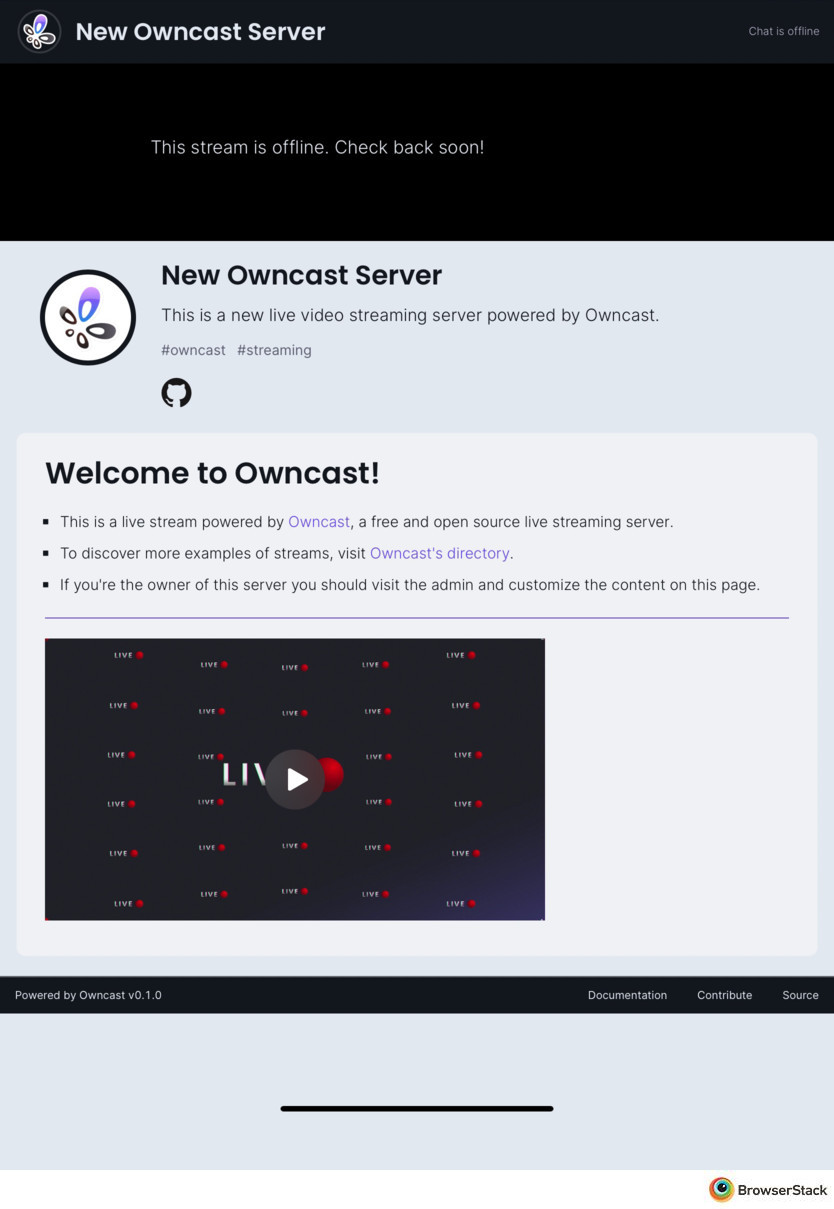 New Owncast Server
Chat is offline
This stream is offline. Check back soon!
New Owncast Server
This is a new live video streaming server powered by Owncast.
#owncast #streaming
Welcome to Owncast!
This is a live stream powered by Owncast, a free and open source live streaming server.
To discover more examples of streams, visit Owncast's directory.
If you're the owner of this server you should visit the admin and customize the content on this page.
LIVE LIVE LIVE LIVE LIVE
LIVE LIVE LIVE LIVE LIVE
LIVE LIVE LIVE LIVE
LIV
LIVE LIVE LIVE LIVE
LIVE LIVE LIVE LIVE LIVE
LIVE LIVE LIVE LIVE LIVE
Powered by Owncast v0.1.0
Documentation Contribute Source
BrowserStack